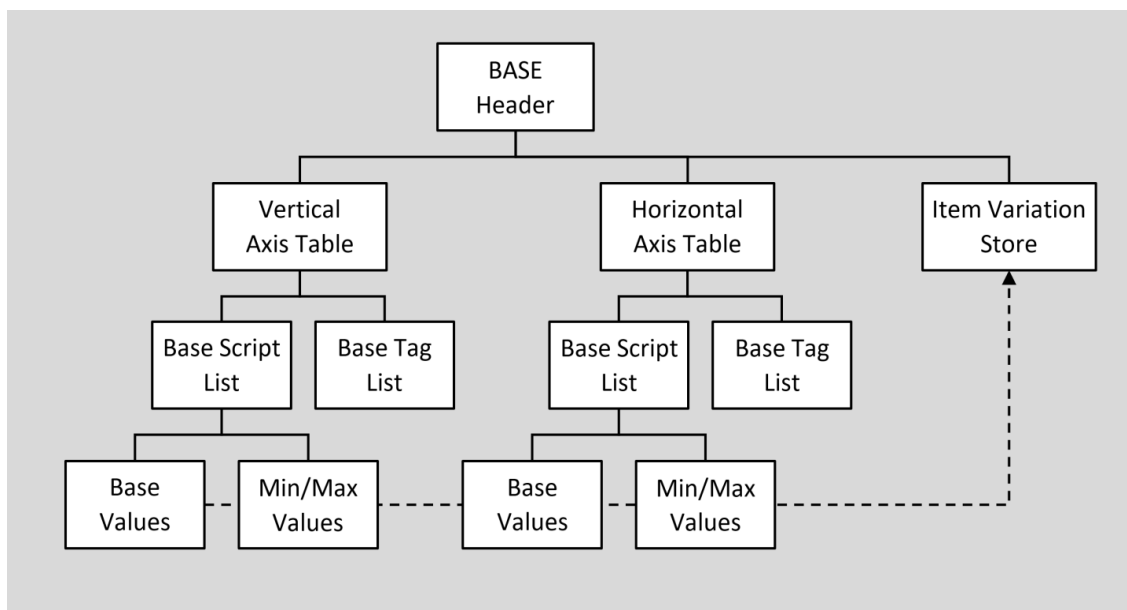 BASE
Header
Vertical
Axis Table
Horizontal
Axis Table
Item Variation
Store
Base Script
List
Base Tag
List
Base Script
List
Base Tag
List
Base
Values
Min/Max
Values
Base
Values
Min/Max
Values